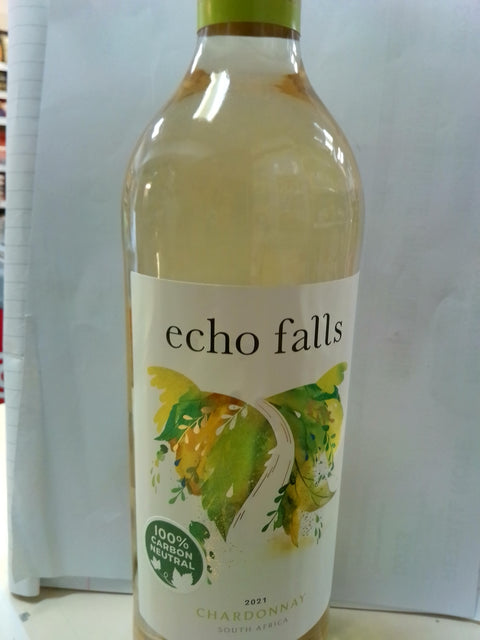 echo falls
100%
CARBON
NEUTRAL
2021
CHARDONNAY
SOUTH AFRICA